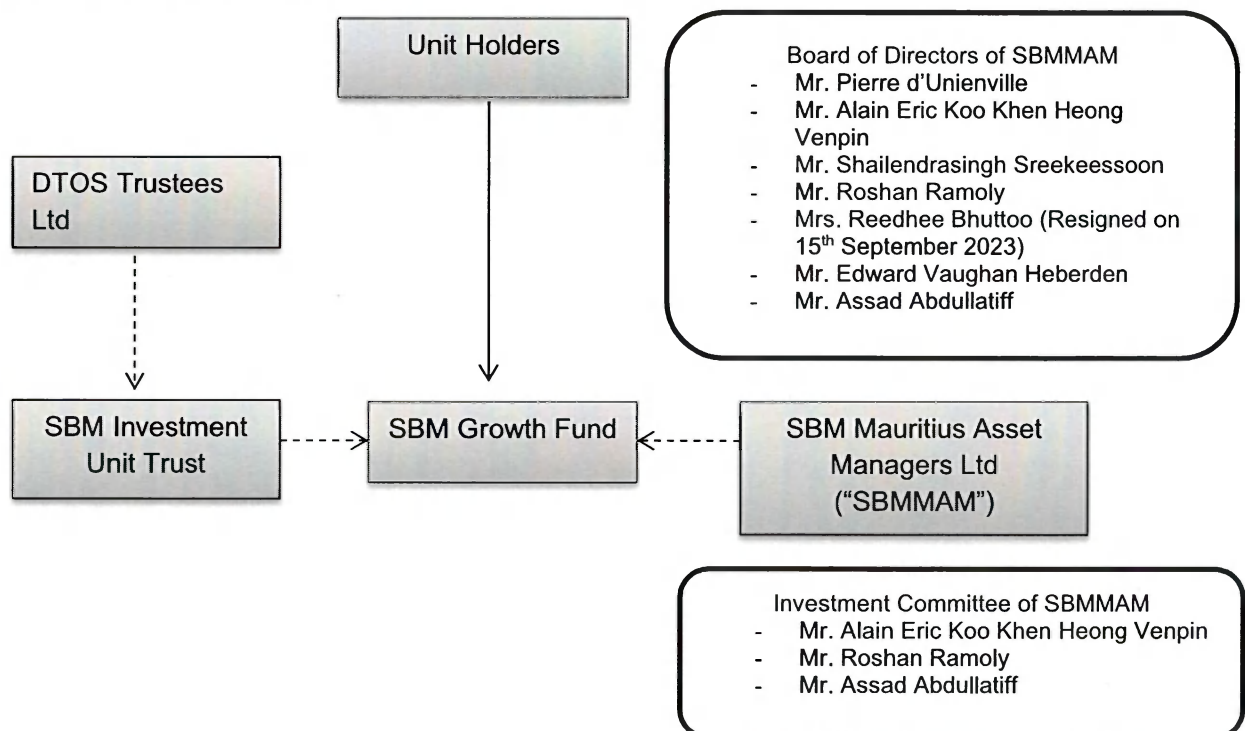 Unit Holders
Board of Directors of SBMMAM
- Mr. Pierre d'Unienville
- Mr. Alain Eric Koo Khen Heong
Venpin
- Mr. Shailendrasingh Sreekeessoon
- Mr. Roshan Ramoly
- Mrs. Reedhee Bhuttoo (Resigned on
15th September 2023)
- Mr. Edward Vaughan Heberden
- Mr. Assad Abdullatiff
DTOS Trustees
Ltd
SBM Investment
Unit Trust
SBM Growth Fund
SBM Mauritius Asset
Managers Ltd
("SBMMAM")
Investment Committee of SBMMAM
- Mr. Alain Eric Koo Khen Heong Venpin
- Mr. Roshan Ramoly
- Mr. Assad Abdullatiff